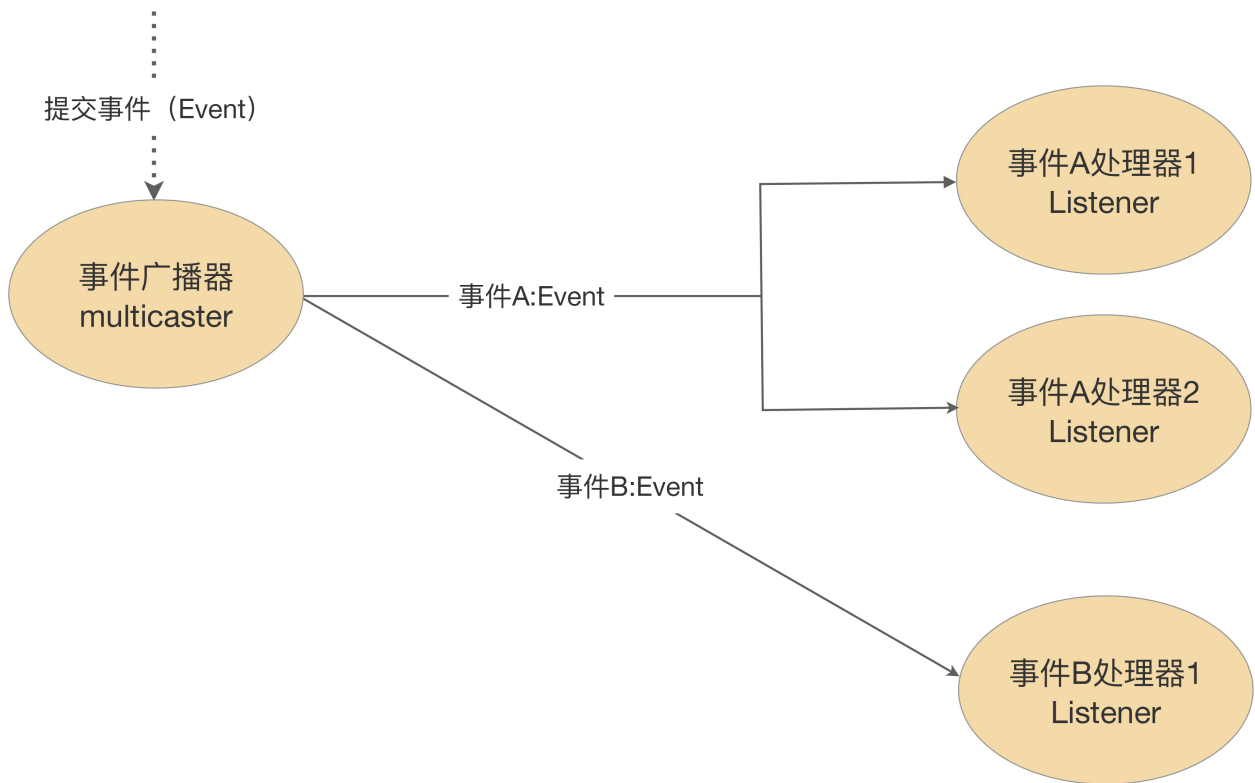 提交事件（Event）
事件广播器
multicaster
事件A:Event
事件B:Event
事件A处理器1
Listener
事件A处理器2
Listener
事件B处理器1
Listener